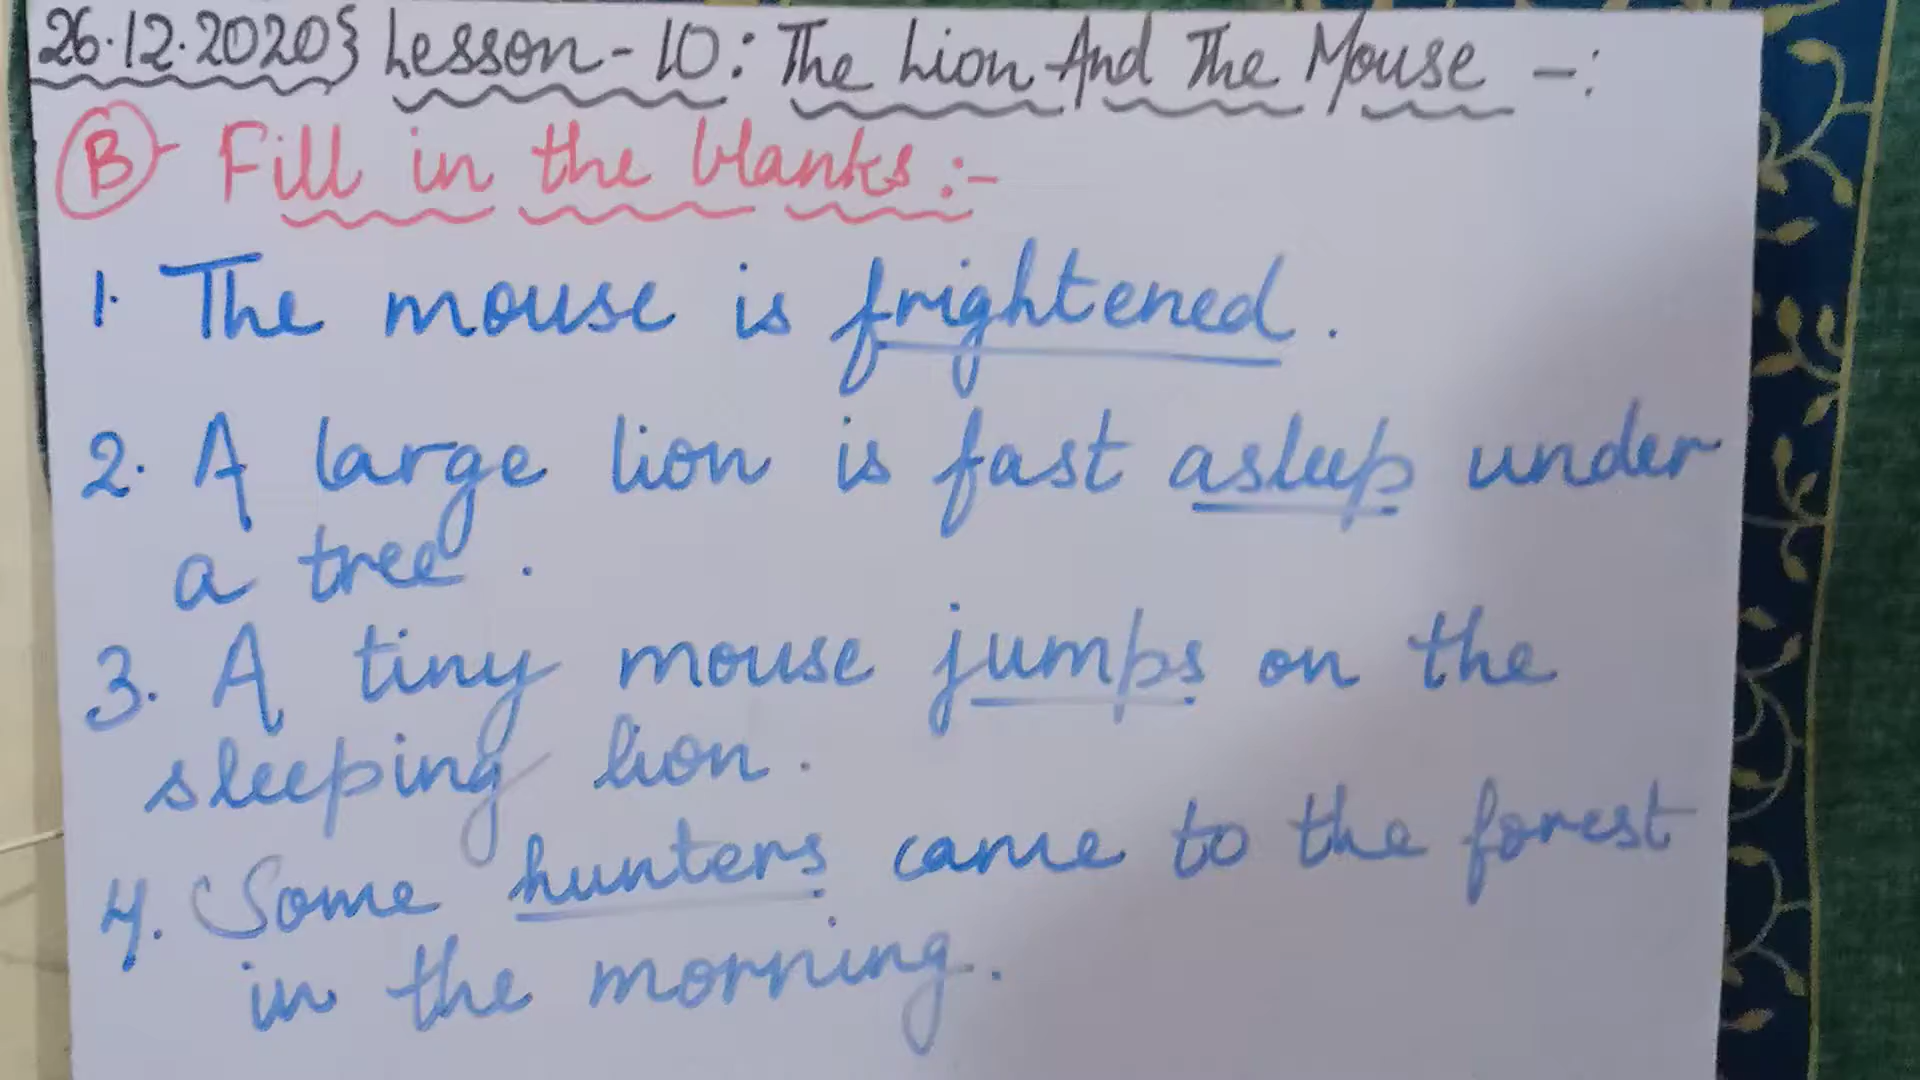 26.12.2020} Lesson-10: The Lion And The Mouse -:
B- Fill in the blanks:-
1. The mouse is frightened.
2. A large lion is fast asleep under
a tree.
3. A tiny mouse jumps on the
sleeping lion.
4. Some hunters came to the forest
in the morning.